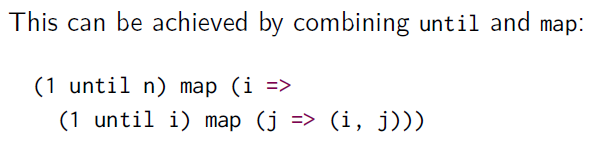 This can be achieved by combining until and map:
(1 until n) map (i =>
(1 until i) map (j => (i, j)))